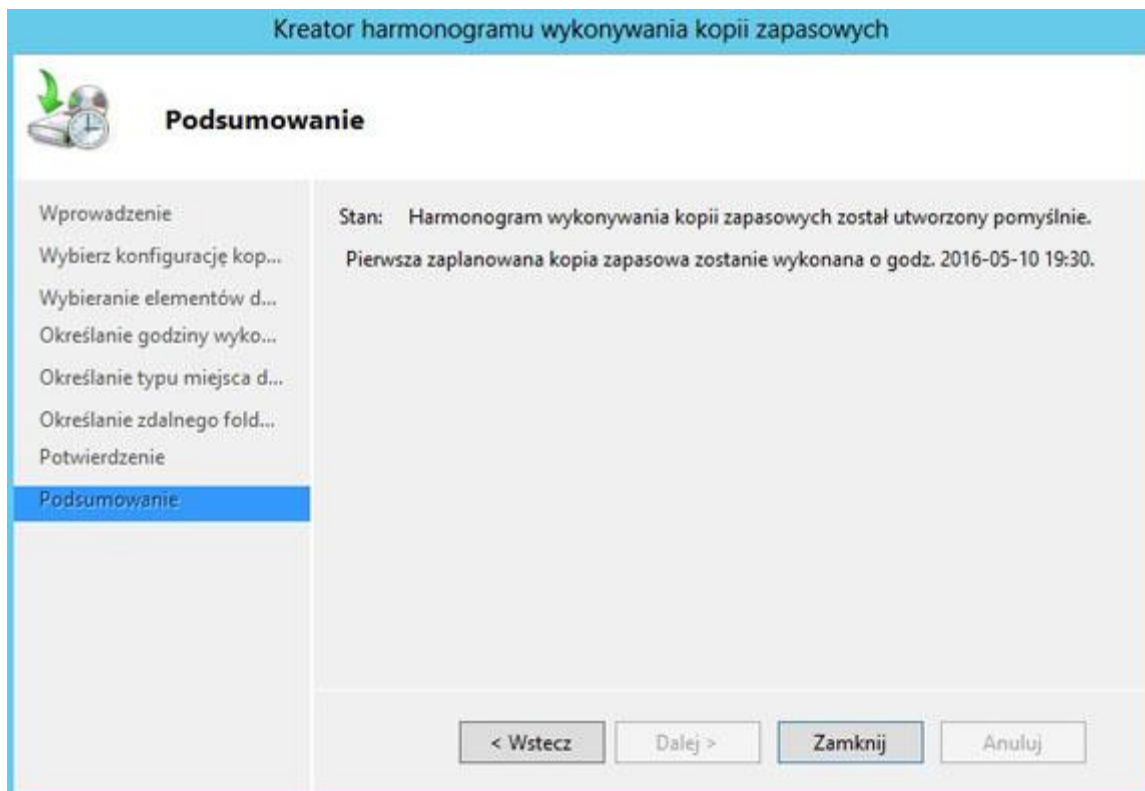 Kreator harmonogramu wykonywania kopii zapasowych
Podsumowanie
Wprowadzenie
Wybierz konfigurację kop...
Wybieranie elementów d...
Określanie godziny wyko...
Określanie typu miejsca d...
Określanie zdalnego fold...
Potwierdzenie
Podsumowanie
Stan: Harmonogram wykonywania kopii zapasowych został utworzony pomyślnie.
Pierwsza zaplanowana kopia zapasowa zostanie wykonana o godz. 2016-05-10 19:30.
< Wstecz Dalej > Zamknij Anuluj